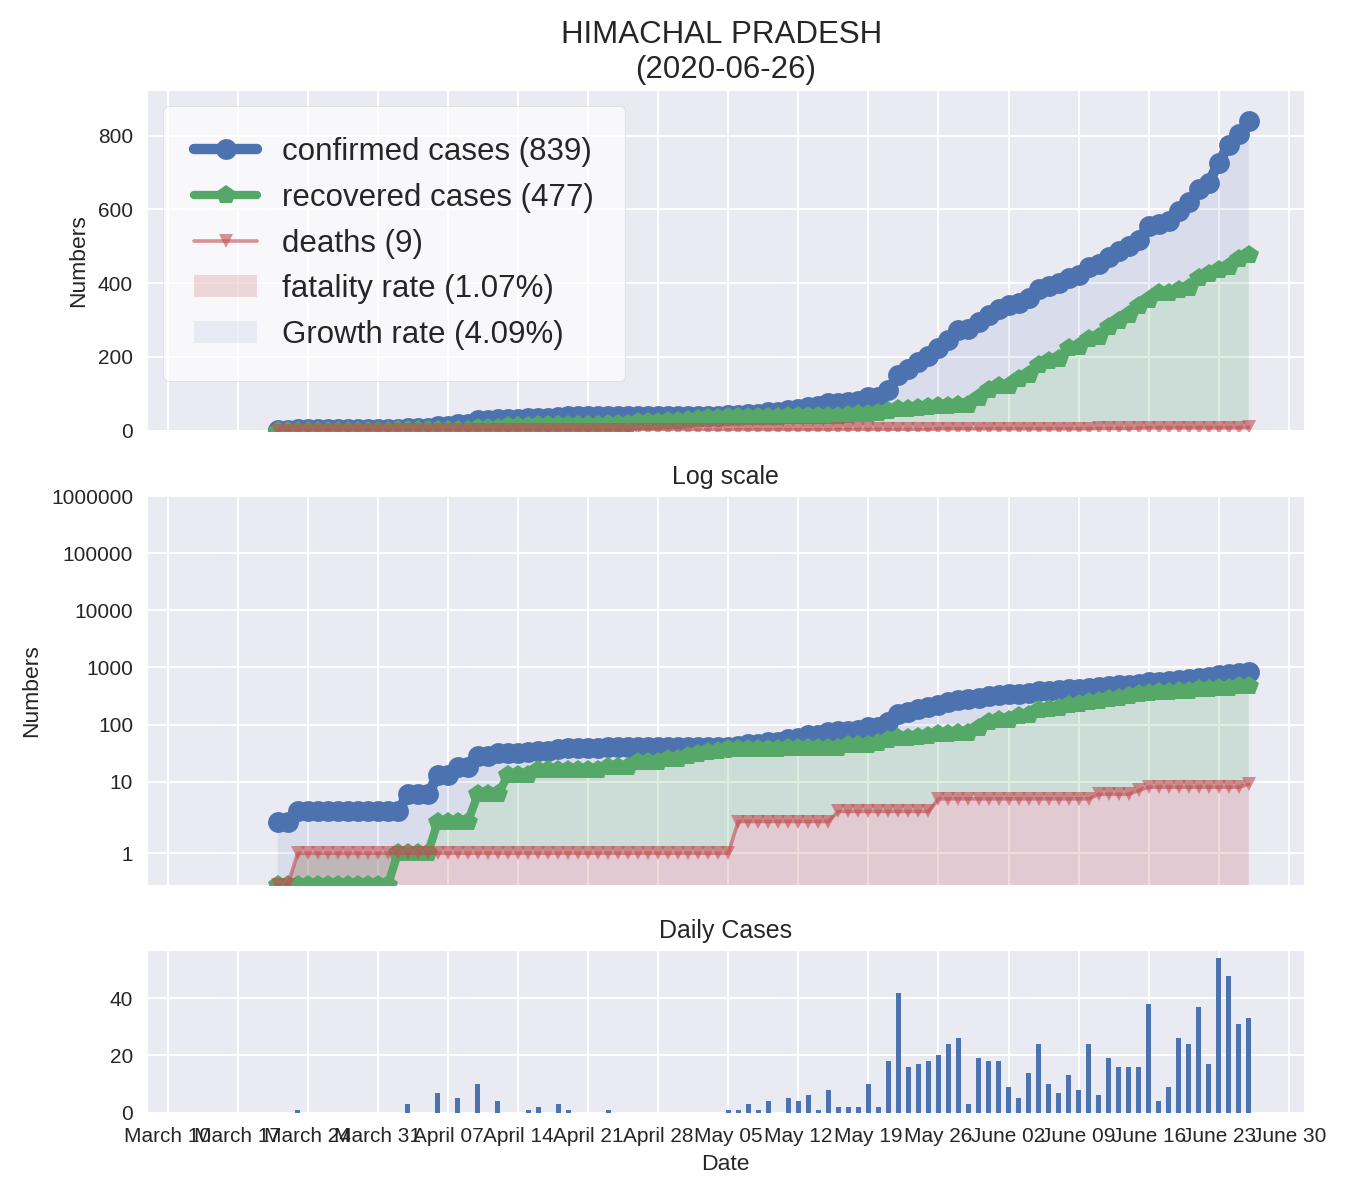 HIMACHAL PRADESH
(2020-06-26)
Numbers
800
600
400
200
0
confirmed cases (839)
recovered cases (477)
deaths (9)
fatality rate (1.07%)
Growth rate (4.09%)
Log scale
Numbers
1000000
100000
10000
1000
100
10
1
Daily Cases
40
20
0
March 10 March 17 March 24 March 31 April 07 April 14 April 21 April 28 May 05 May 12 May 19 May 26 June 02 June 09 June 16 June 23 June 30
Date